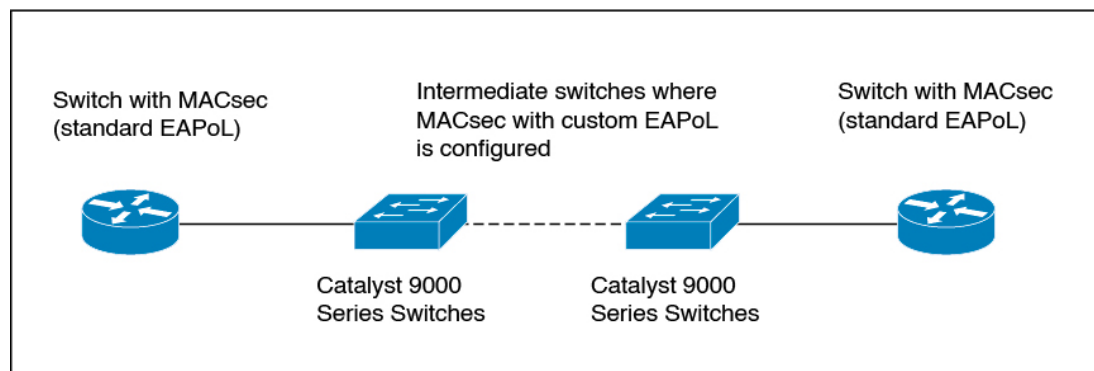 Switch with MACsec
(standard EAPoL)
Intermediate switches where
MACsec with custom EAPoL
is configured
Switch with MACsec
(standard EAPoL)
Catalyst 9000
Series Switches
Catalyst 9000
Series Switches